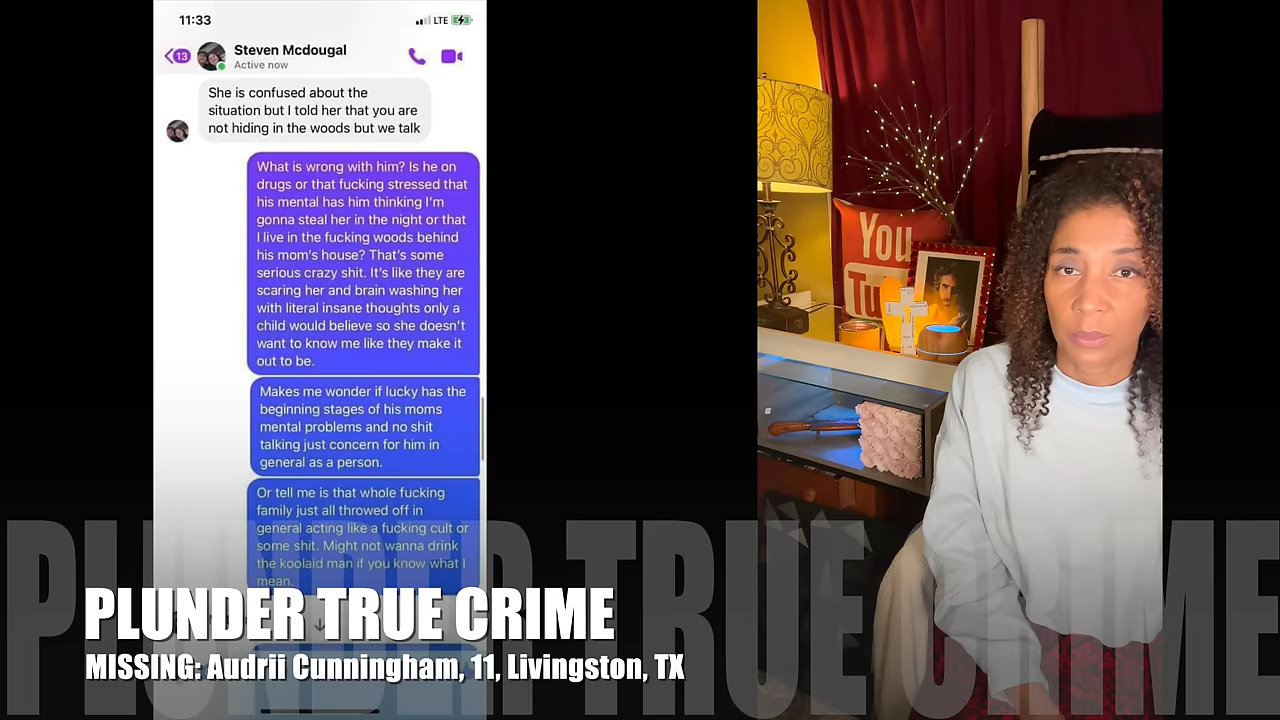 11:33
LTE
13
Steven Mcdougal
Active now
She is confused about the
situation but I told her that you are
not hiding in the woods but we talk
What is wrong with him? Is he on
drugs or that fucking stressed that
his mental has him thinking I'm
gonna steal her in the night or that
I live in the fucking woods behind
his mom's house? That's some
serious crazy shit. It's like they are
scaring her and brain washing her
with literal insane thoughts only a
child would believe so she doesn't
want to know me like they make it
out to be.
Makes me wonder if lucky has the
beginning stages of his moms
mental problems and no shit
talking just concern for him in
general as a person.
Or tell me is that whole fucking
family just all throwed off in
general acting like a fucking cult or
some shit. Might not wanna drink
the koolaid man if you know what I
mean.
You
Tu
PLUNDER TRUE CRIME
PLUNDER TRUE CRIME
MISSING: Audrii Cunningham, 11, Livingston, TX